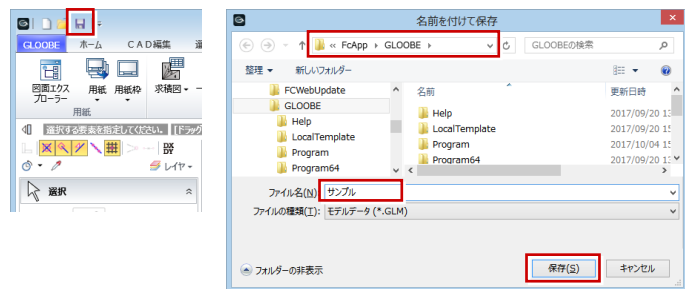 GLOOBE ホーム CAD編集
図面エクスプローラー 用紙 用紙枠 求積図
用紙
選択する要素を指定してください。 [ドラッグ
レイヤ
選択
名前を付けて保存
« FcApp GLOOBE GLOOBEの検索
整理 新しいフォルダー
FCWebUpdate
GLOOBE
Help
LocalTemplate
Program
Program64
名前 更新日時
Help 2017/09/20 13
LocalTemplate 2017/09/20 15
Program 2017/10/04 15
Program64 2017/09/20 13
ファイル名(N): サンプル
ファイルの種類(T): モデルデータ (*.GLM)
フォルダーの非表示 保存(S) キャンセル